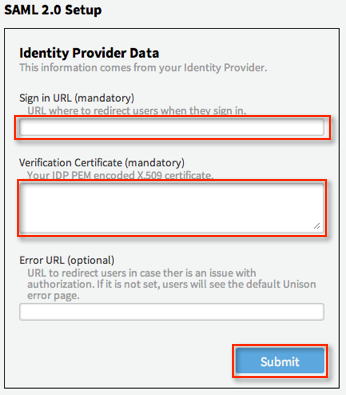 SAML 2.0 Setup
Identity Provider Data
This information comes from your Identity Provider.
Sign in URL (mandatory)
URL where to redirect users when they sign in.
Verification Certificate (mandatory)
Your IDP PEM encoded X.509 certificate.
Error URL (optional)
URL to redirect users in case ther is an issue with
authorization. If it is not set, users will see the default Unison
error page.
Submit